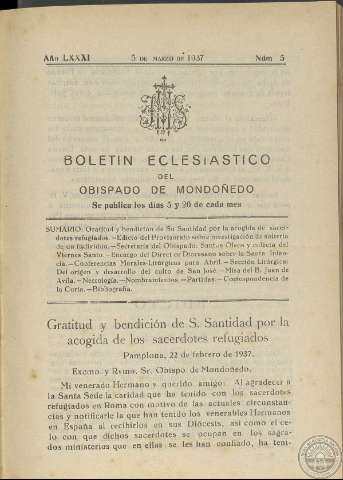 Año LXXXI 5 DE MARZO DE 1937 Núm 5
BOLETIN ECLESIASTICO
DEL
OBISPADO DE MONDOÑEDO
Se publica los días 5 y 20 de cada mes
SUMARIO: Gratitud y bendición de Su Santidad por la acogida de sacer-
dotes refugiados.—Edicto del Provisorato sobre investigación de soltería
de un individuo.—Secretaría del Obispado: Santos Oleos y colecta del
Viernes Santo.—Encargo del Director Diocesano sobre la Santa Infan-
cia.—Conferencias Morales-Litúrgicas para Abril.—Sección Litúrgica:
Del origen y desarrollo del culto de San José.—Misa del B. Juan de
Avila.—Necrología.—Nombramientos.—Partidas.—Correspondencia de
la Curia.—Bibliografía.
Gratitud y bendición de S. Santidad por la
acogida de los sacerdotes refugiados
Pamplona, 22 de febrero de 1937.
Excmo. y Rvmo. Sr. Obispo de Mondoñedo.
Mi venerado Hermano y querido amigo: Al agradecer a
la Santa Sede la caridad que ha tenido con los sacerdotes
refugiados en Roma con motivo de las actuales circunstan-
cias y notificarle la que han tenido los venerables Hermanos
en España al recibirlos en sus Diócesis, así como el ce-
lo con que dichos sacerdotes se ocupan en los sagra-
dos ministerios que en ellas se les han confiado, ha tent-